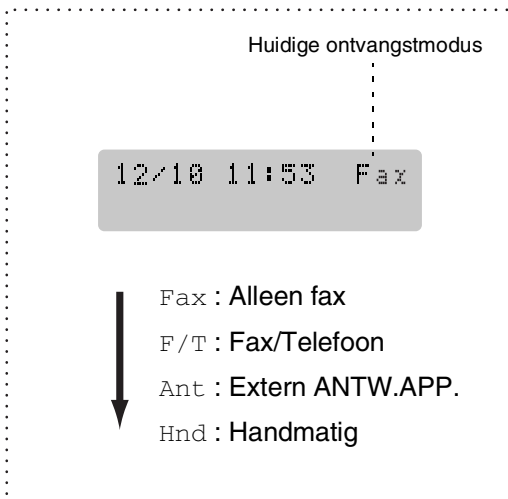 Huidige ontvangstmodus
12/10 11:53 Fax
Fax : Alleen fax
F/T : Fax/Telefoon
Ant : Extern ANTW.APP.
Hnd : Handmatig